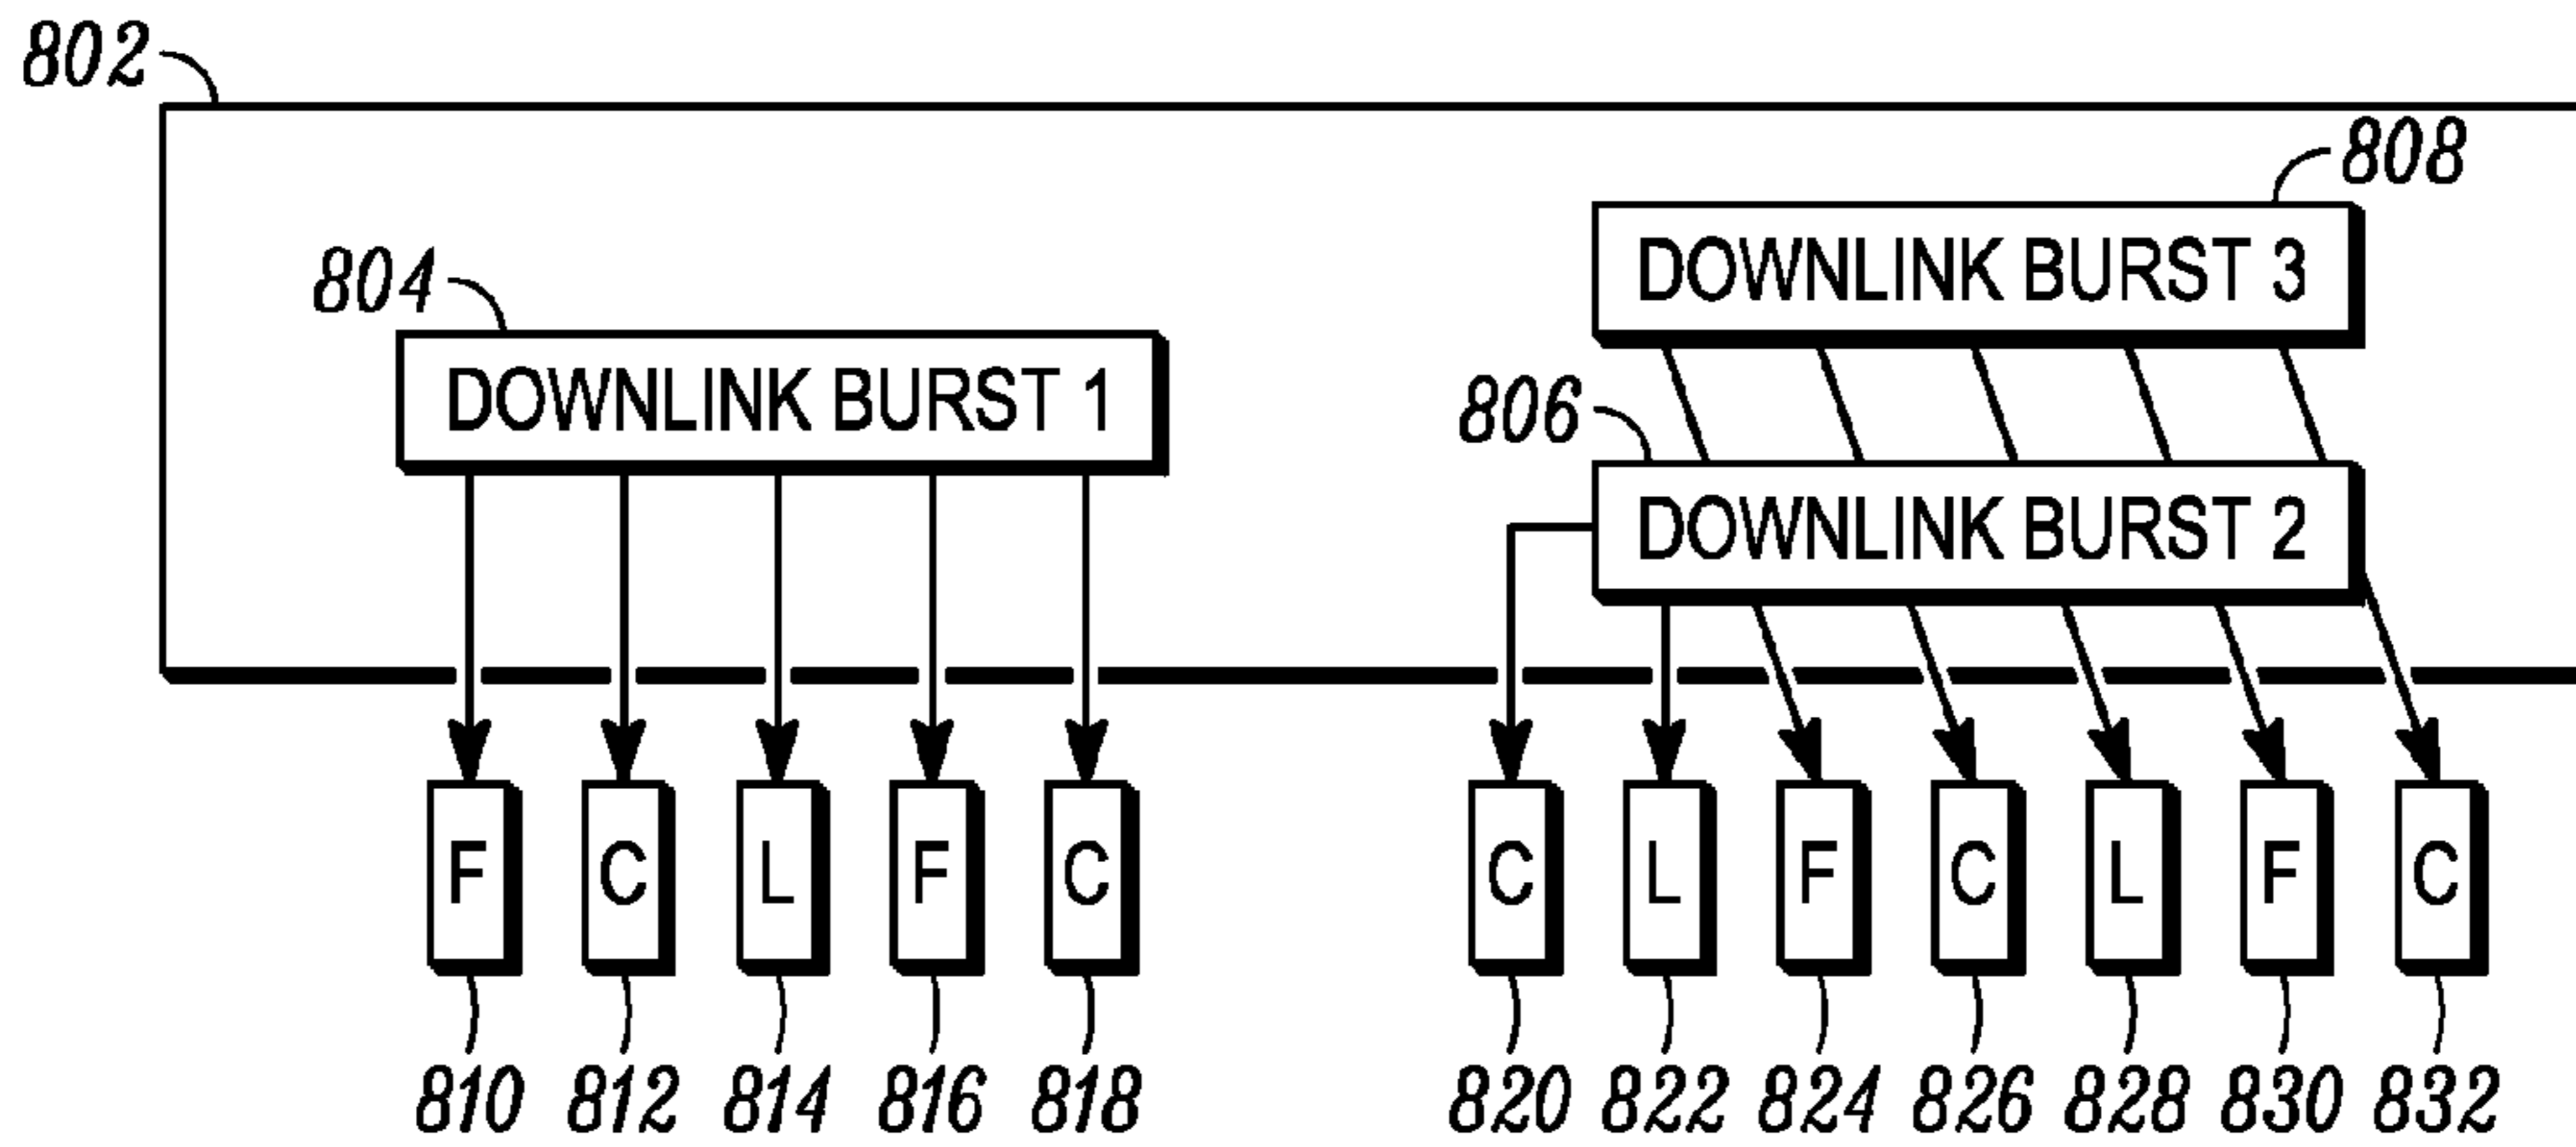 802
808
DOWNLINK BURST 3
804
DOWNLINK BURST 1
806
DOWNLINK BURST 2
F C L F C C L F C L F C
810 812 814 816 818 820 822 824 826 828 830 832